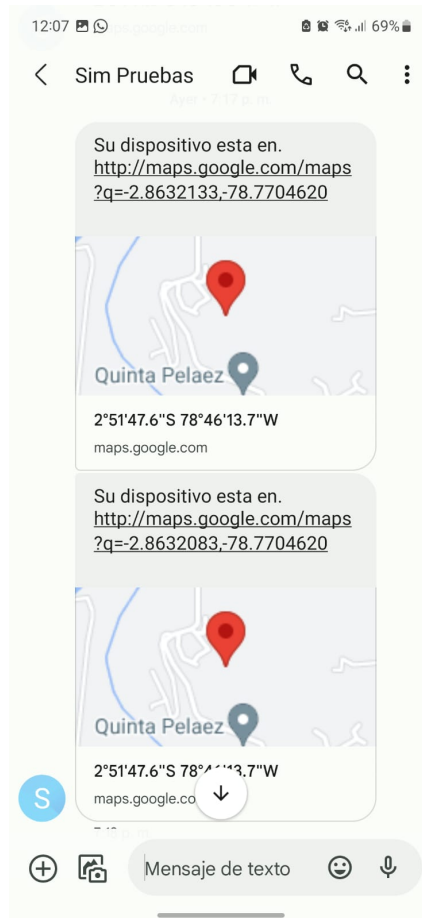 12:07
69%
Sim Pruebas
Ayer • 7:17 p. m.
Su dispositivo esta en.
http://maps.google.com/maps
?q=-2.8632133,-78.7704620
Quinta Pelaez
2°51'47.6"S 78°46'13.7"W
maps.google.com
Su dispositivo esta en.
http://maps.google.com/maps
?q=-2.8632083,-78.7704620
Quinta Pelaez
2°51'47.6"S 78°4 13.7"W
S
maps.google.co
Mensaje de texto